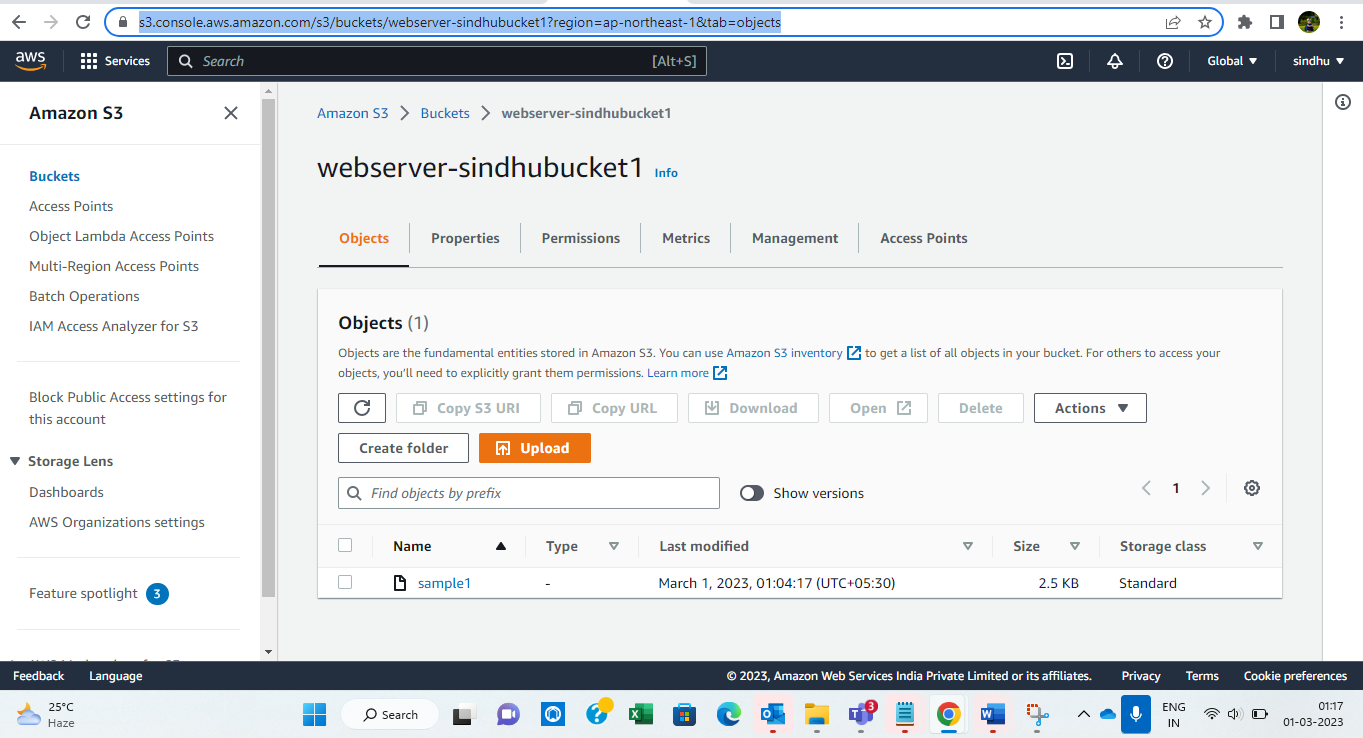 s3.console.aws.amazon.com/s3/buckets/webserver-sindhubucket1?region=ap-northeast-1&tab=objects
aws Services Search [Alt+S] Global ▼ sindhu ▼
Amazon S3
Buckets
Access Points
Object Lambda Access Points
Multi-Region Access Points
Batch Operations
IAM Access Analyzer for S3
Block Public Access settings for
this account
Storage Lens
Dashboards
AWS Organizations settings
Feature spotlight 3
Amazon S3 > Buckets > webserver-sindhubucket1
webserver-sindhubucket1 Info
Objects Properties Permissions Metrics Management Access Points
Objects (1)
Objects are the fundamental entities stored in Amazon S3. You can use Amazon S3 inventory to get a list of all objects in your bucket. For others to access your
objects, you'll need to explicitly grant them permissions. Learn more
Copy S3 URI Copy URL Download Open Delete Actions ▼
Create folder Upload
Find objects by prefix Show versions 1
Name Type Last modified Size Storage class
sample1 - March 1, 2023, 01:04:17 (UTC+05:30) 2.5 KB Standard
Feedback Language © 2023, Amazon Web Services India Private Limited or its affiliates. Privacy Terms Cookie preferences
25°C
Haze
Search
3
ENG
IN
01:17
01-03-2023